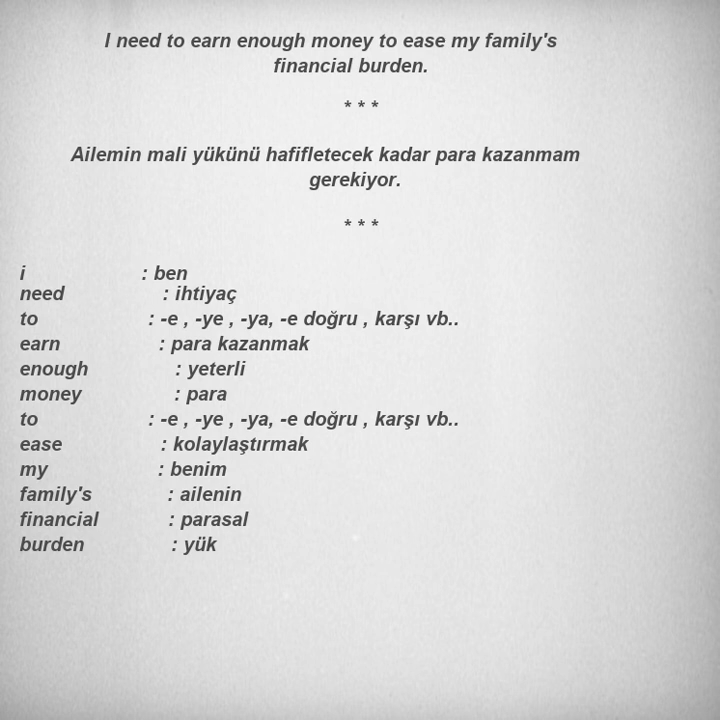 I need to earn enough money to ease my family's
financial burden.
* * *
Ailemin mali yükünü hafifletecek kadar para kazanmam
gerekiyor.
* * *
i : ben
need : ihtiyaç
to : -e , -ye , -ya, -e doğru , karşı vb..
earn : para kazanmak
enough : yeterli
money : para
to : -e , -ye , -ya, -e doğru , karşı vb..
ease : kolaylaştırmak
my : benim
family's : ailenin
financial : parasal
burden : yük